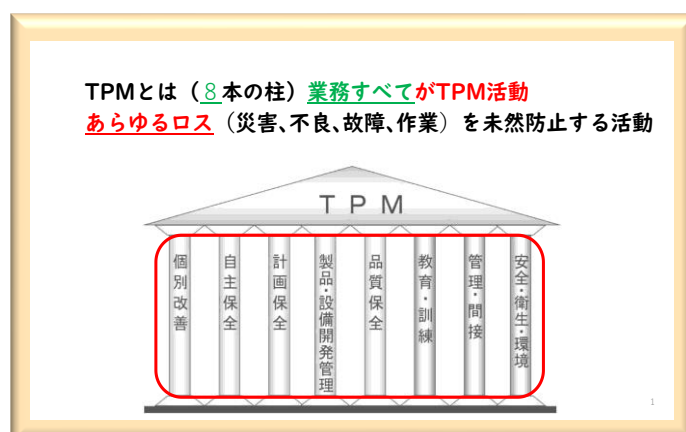 TPMとは（８本の柱）業務すべてがTPM活動
あらゆるロス（災害、不良、故障、作業）を未然防止する活動
ＴＰＭ
個別改善
自主保全
計画保全
製品・設備開発管理
品質保全
教育・訓練
管理・間接
安全・衛生・環境
1